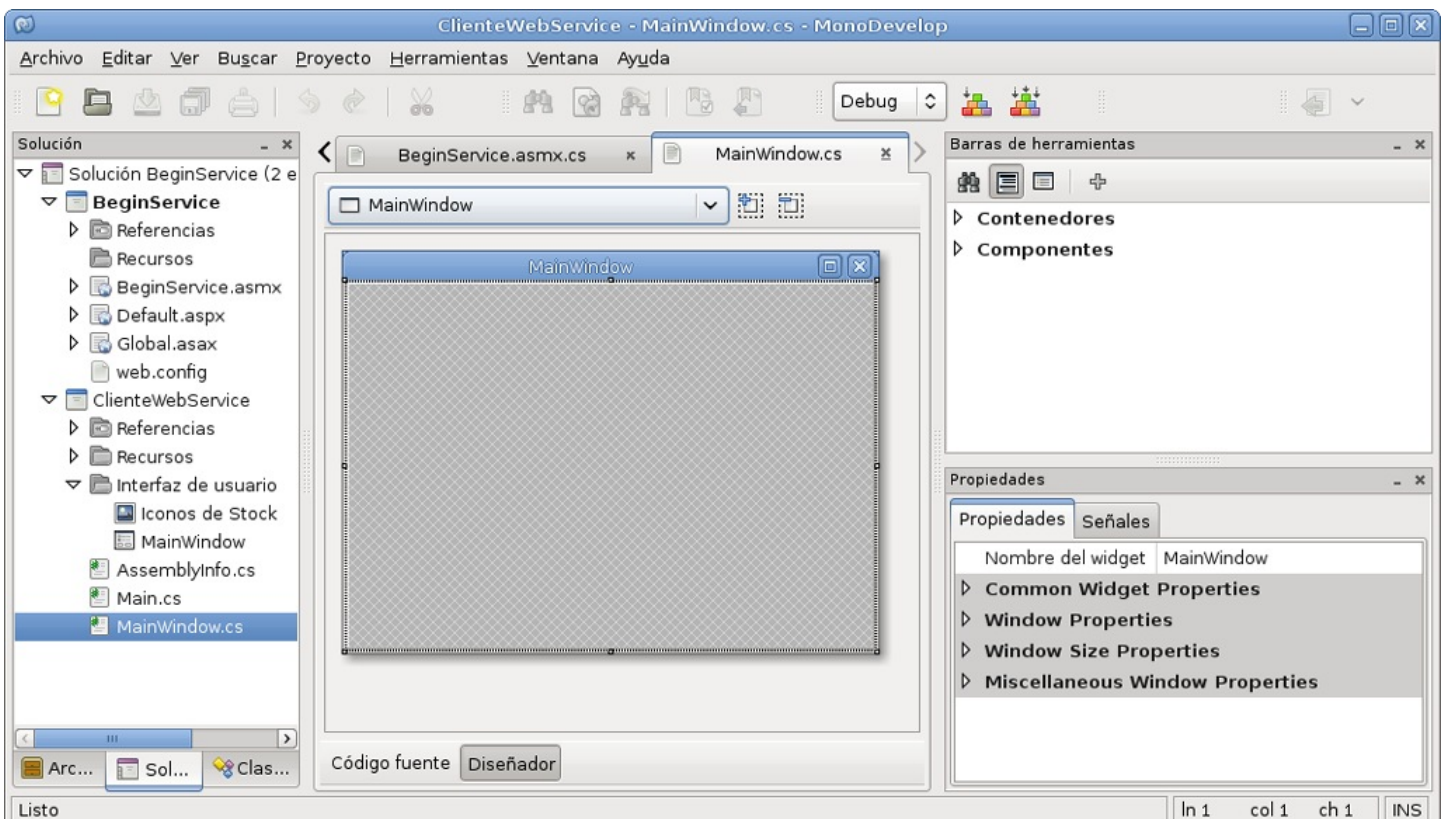 ClienteWebService - MainWindow.cs - MonoDevelop
Archivo Editar Ver Buscar Proyecto Herramientas Ventana Ayuda
Debug
Solución
Solución BeginService (2 e
BeginService
Referencias
Recursos
BeginService.asmx
Default.aspx
Global.asax
web.config
ClienteWebService
Referencias
Recursos
Interfaz de usuario
Iconos de Stock
MainWindow
AssemblyInfo.cs
Main.cs
MainWindow.cs
Arc... Sol... Clas...
BeginService.asmx.cs MainWindow.cs
MainWindow
MainWindow
Código fuente Diseñador
Barras de herramientas
Contenedores
Componentes
Propiedades
Propiedades Señales
Nombre del widget MainWindow
Common Widget Properties
Window Properties
Window Size Properties
Miscellaneous Window Properties
Listo ln 1 col 1 ch 1 INS